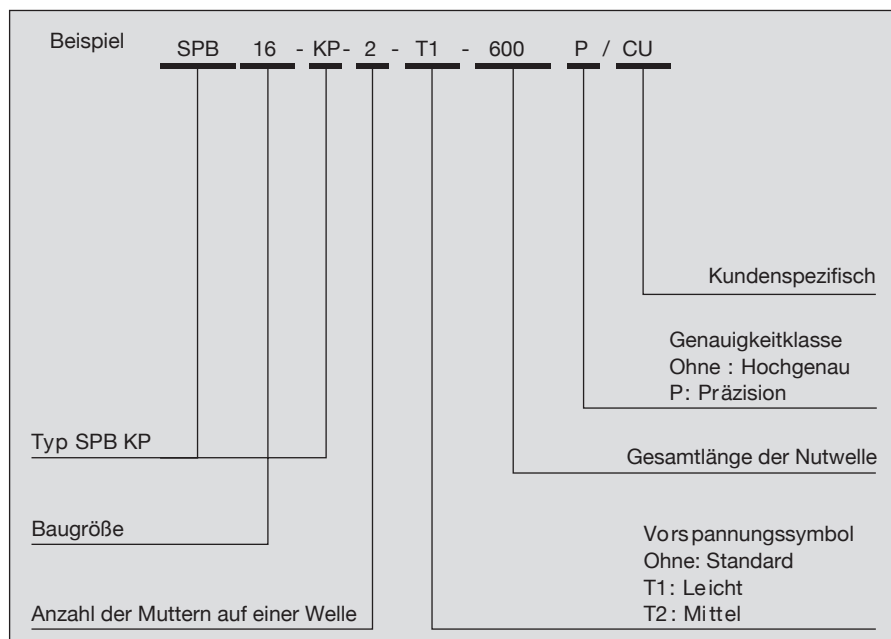 Beispiel SPB 16 - KP - 2 - T1 - 600 P / CU
Kundenspezifisch
Genauigkeitklasse
Ohne : Hochgenau
P: Präzision
Typ SPB KP
Gesamtlänge der Nutwelle
Baugröße
Vorspannungssymbol
Ohne: Standard
T1: Leicht
T2: Mittel
Anzahl der Muttern auf einer Welle